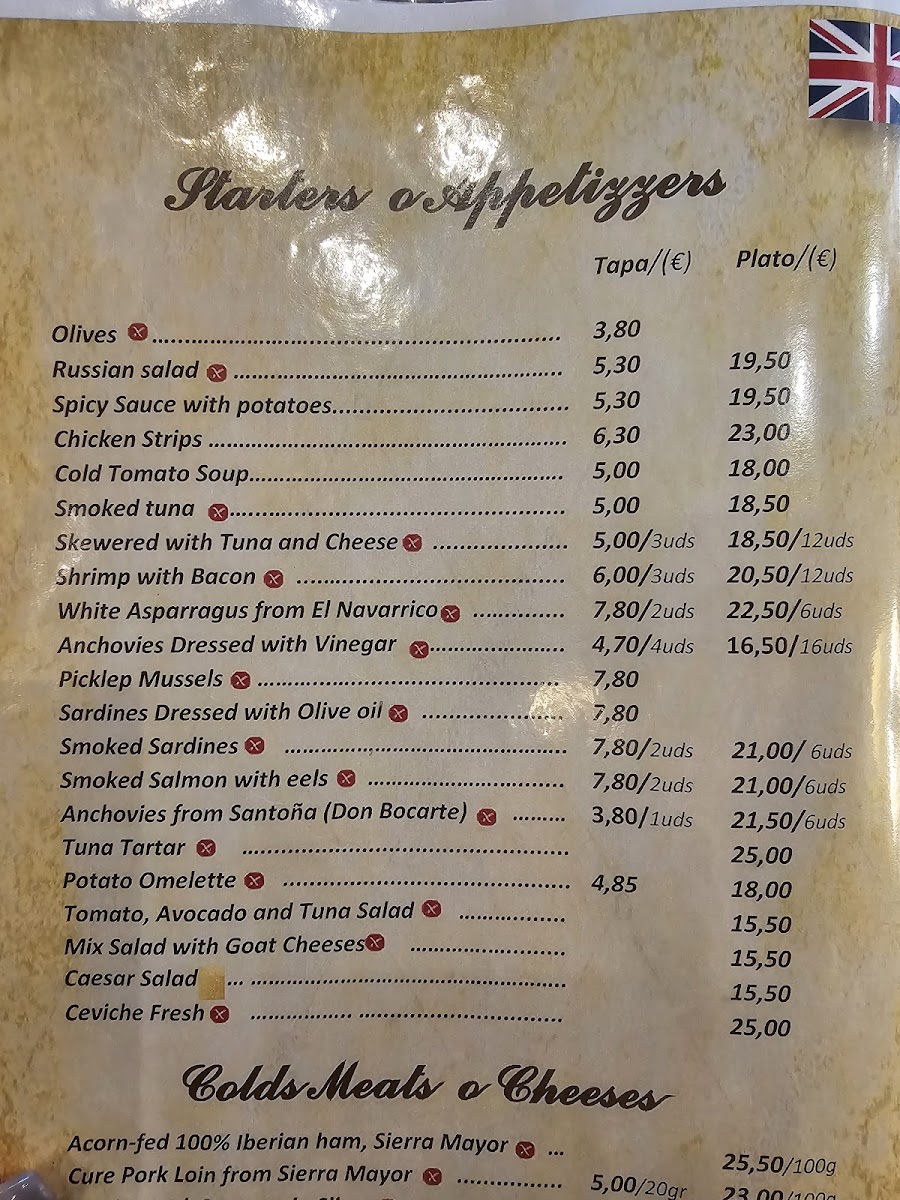 Starters o Appetizzers
Tapa/(€) Plato/(€)
Olives 3,80
Russian salad 5,30 19,50
Spicy Sauce with potatoes 5,30 19,50
Chicken Strips 6,30 23,00
Cold Tomato Soup 5,00 18,00
Smoked tuna 5,00 18,50
Skewered with Tuna and Cheese 5,00/3uds 18,50/12uds
Shrimp with Bacon 6,00/3uds 20,50/12uds
White Asparragus from El Navarrico 7,80/2uds 22,50/6uds
Anchovies Dressed with Vinegar 4,70/4uds 16,50/16uds
Picklep Mussels 7,80
Sardines Dressed with Olive oil 7,80
Smoked Sardines 7,80/2uds 21,00/ 6uds
Smoked Salmon with eels 7,80/2uds 21,00/6uds
Anchovies from Santoña (Don Bocarte) 3,80/1uds 21,50/6uds
Tuna Tartar 25,00
Potato Omelette 4,85 18,00
Tomato, Avocado and Tuna Salad 15,50
Mix Salad with Goat Cheeses 15,50
Caesar Salad 15,50
Ceviche Fresh 25,00
Colds Meats o Cheeses
Acorn-fed 100% Iberian ham, Sierra Mayor 25,50/100g
Cure Pork Loin from Sierra Mayor 5,00/20gr 23,00/100g